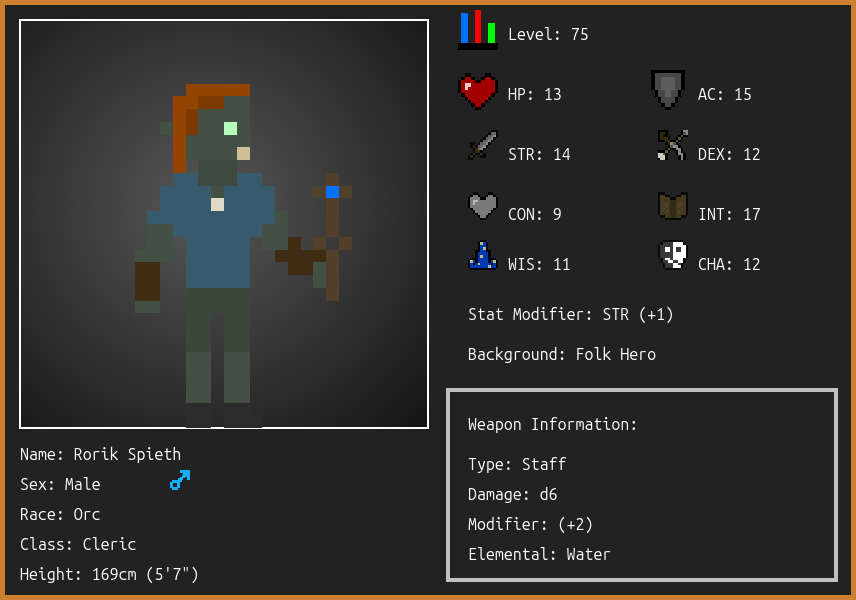 Level: 75
HP: 13
AC: 15
STR: 14
DEX: 12
CON: 9
INT: 17
WIS: 11
CHA: 12
Stat Modifier: STR (+1)
Background: Folk Hero
Weapon Information:
Type: Staff
Damage: d6
Modifier: (+2)
Elemental: Water
Name: Rorik Spieth
Sex: Male
Race: Orc
Class: Cleric
Height: 169cm (5'7")